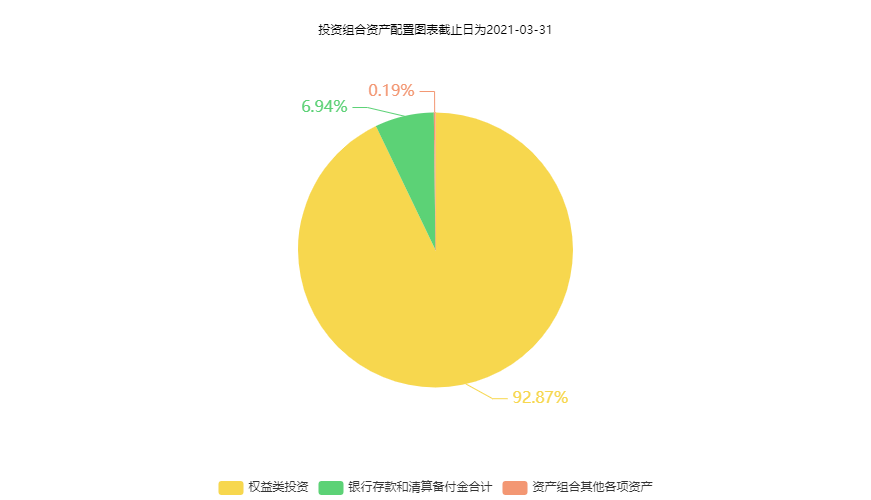 投资组合资产配置图表截止日为2021-03-31
0.19%
6.94%
92.87%
权益类投资 银行存款和清算备付金合计 资产组合其他各项资产